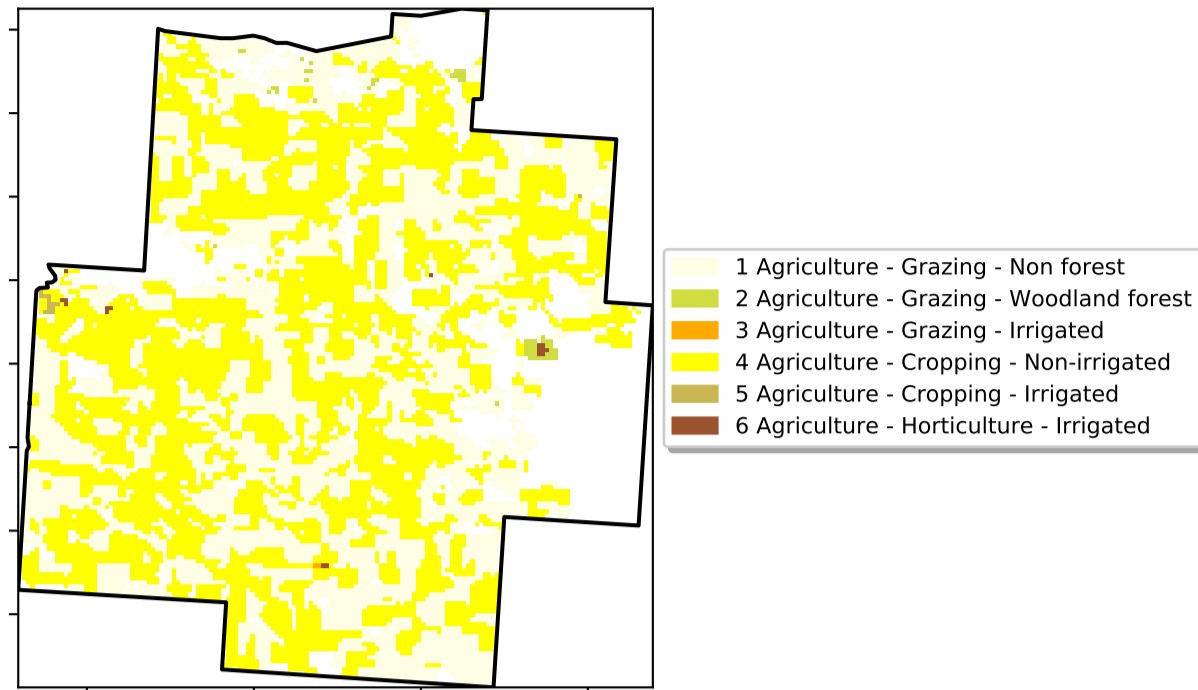 1 Agriculture - Grazing - Non forest
2 Agriculture - Grazing - Woodland forest
3 Agriculture - Grazing - Irrigated
4 Agriculture - Cropping - Non-irrigated
5 Agriculture - Cropping - Irrigated
6 Agriculture - Horticulture - Irrigated